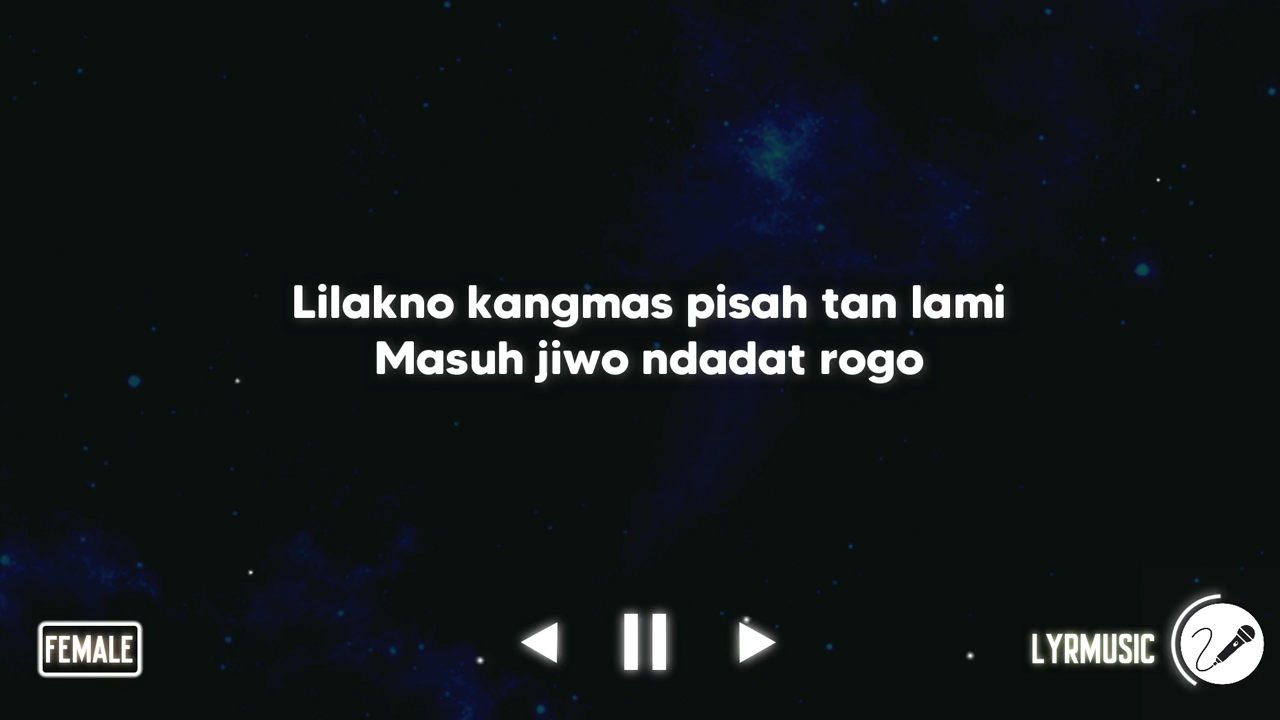 Lilakno kangmas pisah tan lami
Masuh jiwo ndadat rogo
FEMALE
LYRMUSIC